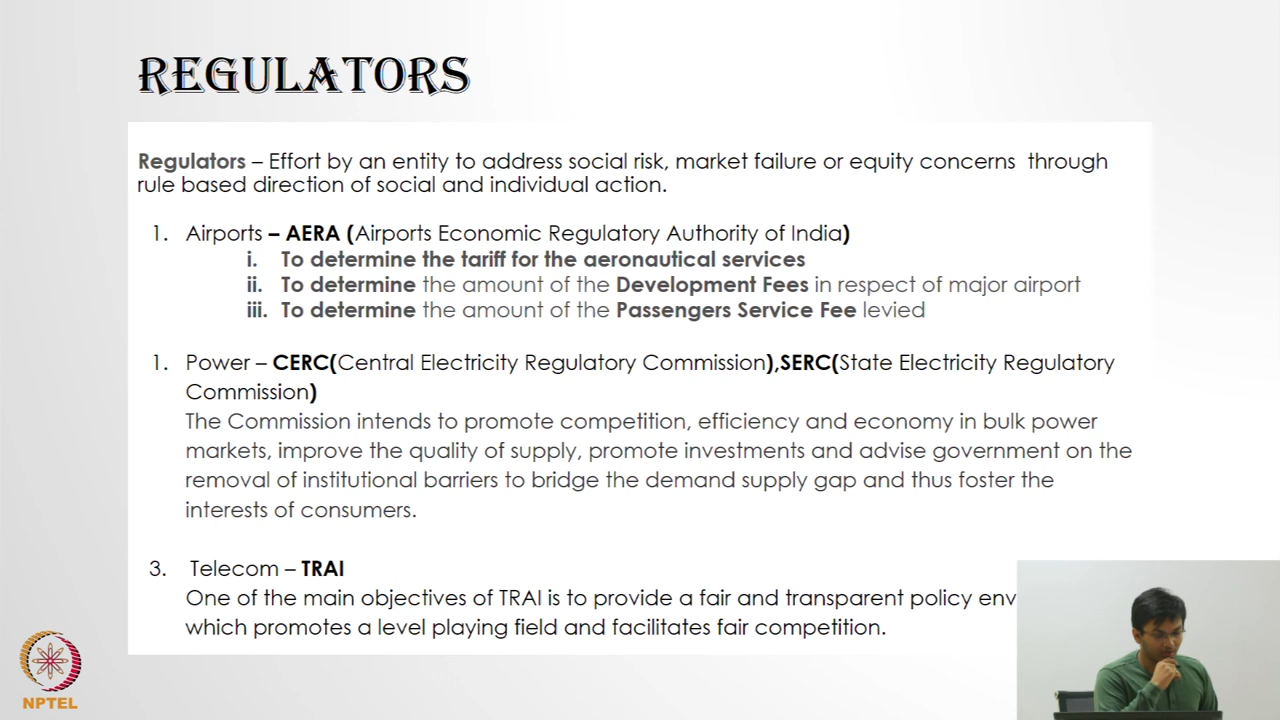 REGULATORS
Regulators – Effort by an entity to address social risk, market failure or equity concerns through
rule based direction of social and individual action.
1. Airports – AERA (Airports Economic Regulatory Authority of India)
i. To determine the tariff for the aeronautical services
ii. To determine the amount of the Development Fees in respect of major airport
iii. To determine the amount of the Passengers Service Fee levied
1. Power – CERC(Central Electricity Regulatory Commission),SERC(State Electricity Regulatory
Commission)
The Commission intends to promote competition, efficiency and economy in bulk power
markets, improve the quality of supply, promote investments and advise government on the
removal of institutional barriers to bridge the demand supply gap and thus foster the
interests of consumers.
3. Telecom – TRAI
One of the main objectives of TRAI is to provide a fair and transparent policy
which promotes a level playing field and facilitates fair competition.
NPTEL